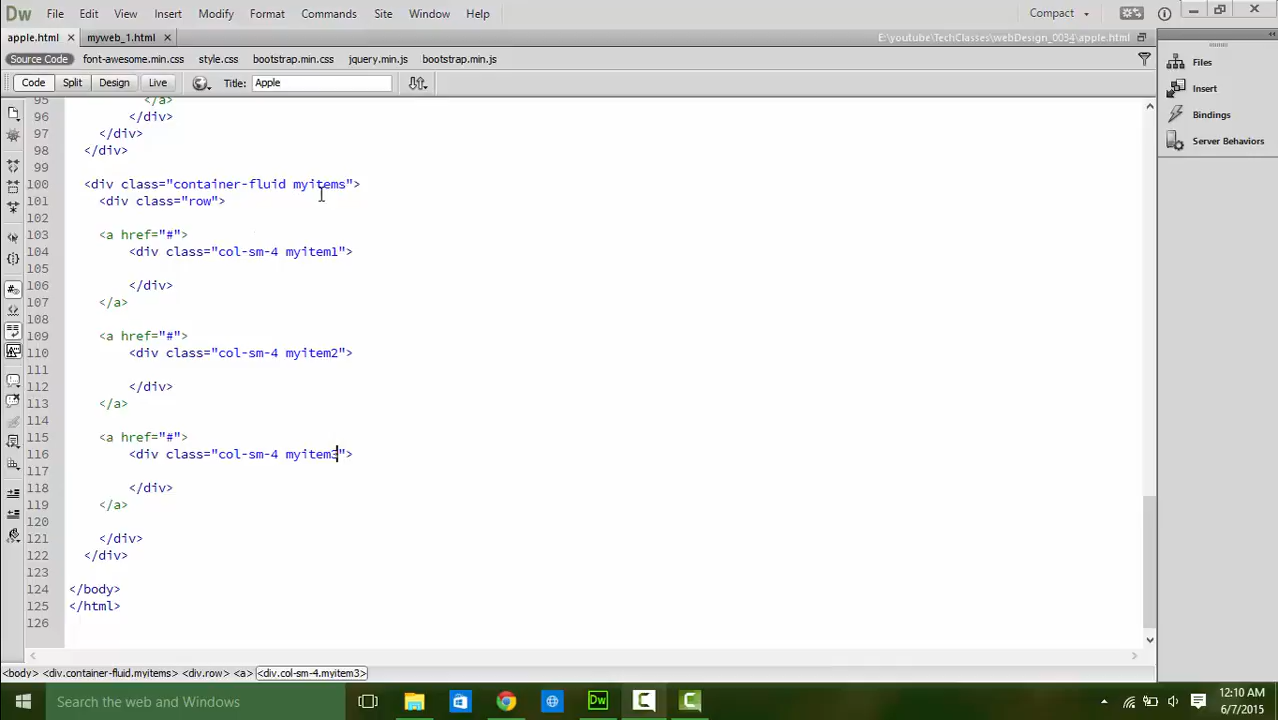 Dw File Edit View Insert Modify Format Commands Site Window Help Compact
apple.html × myweb_1.html × E:\youtube\TechClasses\webDesign_0034\apple.html
Source Code font-awesome.min.css style.css bootstrap.min.css jquery.min.js bootstrap.min.js
Code Split Design Live Title: Apple
Files
Insert
Bindings
Server Behaviors
95 </a>
96 </div>
97 </div>
98 </div>
99
100 <div class="container-fluid myitems">
101 <div class="row">
102
103 <a href="#">
104 <div class="col-sm-4 myitem1">
105
106 </div>
107 </a>
108
109 <a href="#">
110 <div class="col-sm-4 myitem2">
111
112 </div>
113 </a>
114
115 <a href="#">
116 <div class="col-sm-4 myitem3">
117
118 </div>
119 </a>
120
121 </div>
122 </div>
123
124 </body>
125 </html>
126
<body> <div.container-fluid.myitems> <div.row> <a> <div.col-sm-4.myitem3>
Search the web and Windows Dw 12:10 AM
6/7/2015